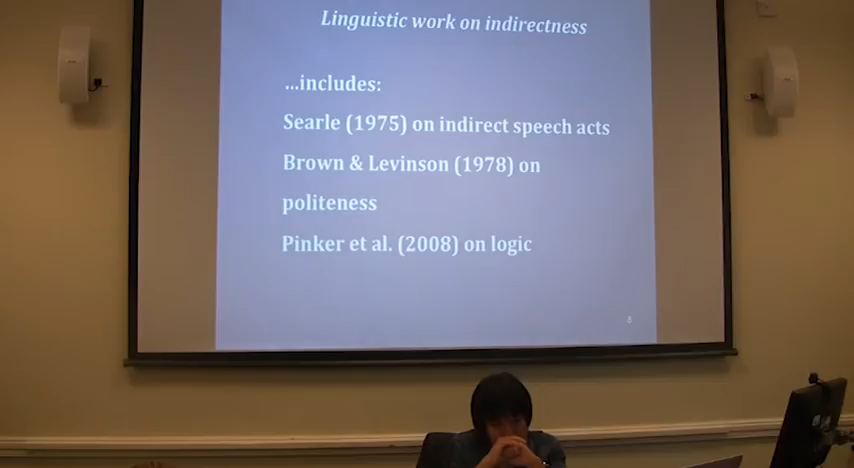 Linguistic work on indirectness
...includes:
Searle (1975) on indirect speech acts
Brown & Levinson (1978) on
politeness
Pinker et al. (2008) on logic